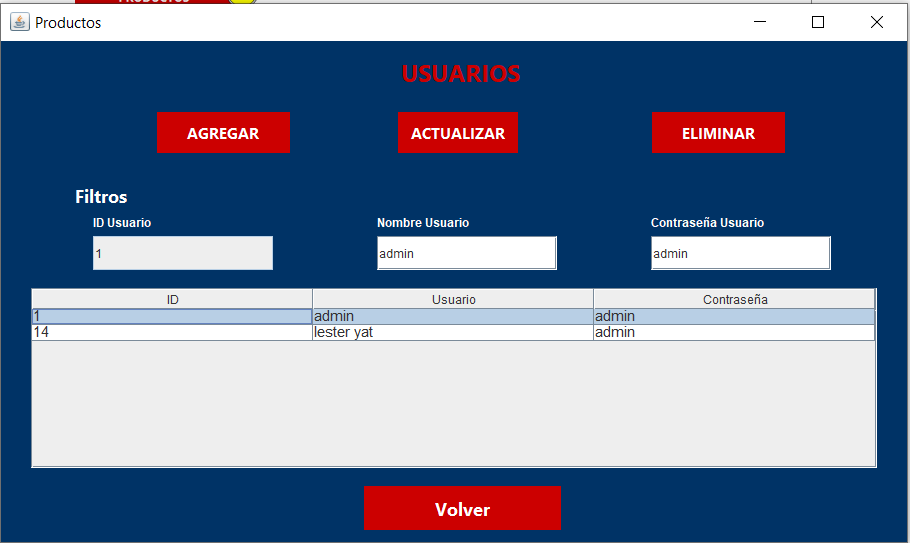 PRODUCTOS
Productos
USUARIOS
AGREGAR ACTUALIZAR ELIMINAR
Filtros
ID Usuario Nombre Usuario Contraseña Usuario
1 admin admin
ID Usuario Contraseña
1 admin admin
14 lester yat admin
Volver